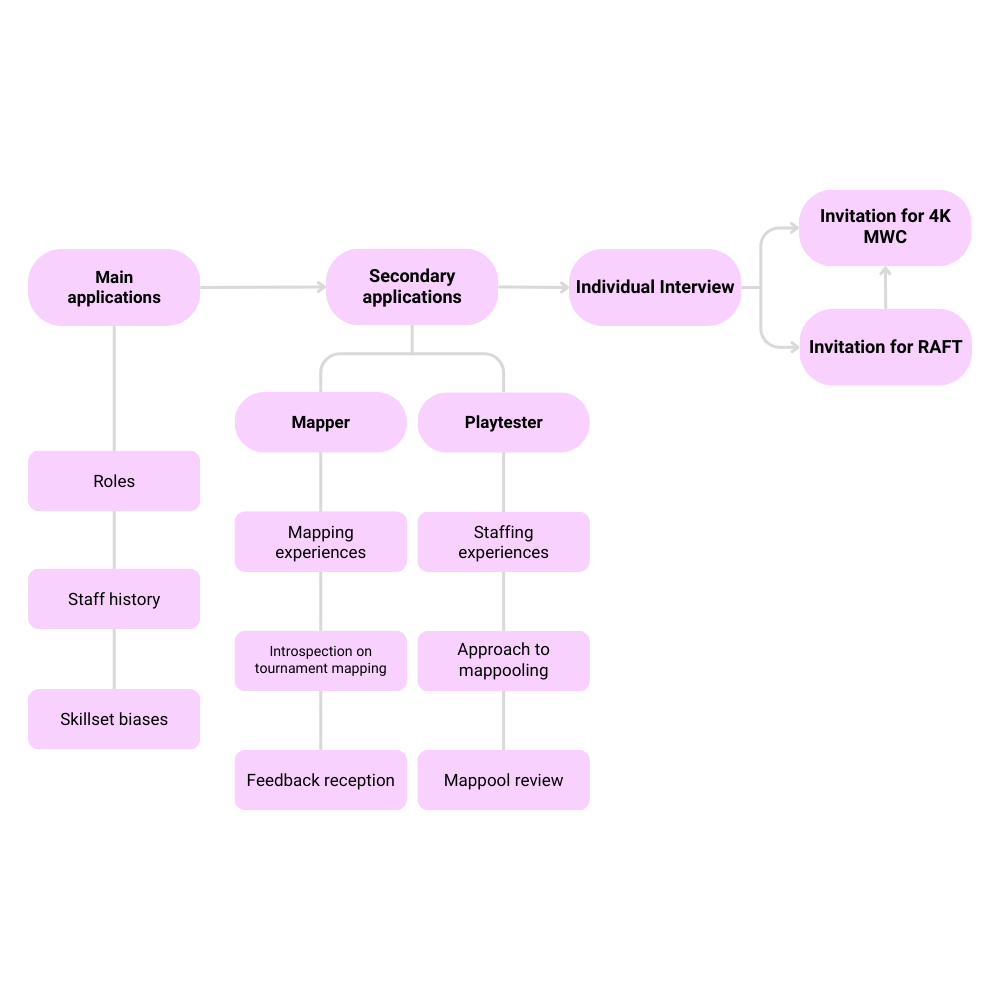 Main
applications
Secondary
applications
Individual Interview
Invitation for 4K
MWC
Invitation for RAFT
Roles
Staff history
Skillset biases
Mapper
Mapping
experiences
Introspection on
tournament mapping
Feedback reception
Playtester
Staffing
experiences
Approach to
mappooling
Mappool review